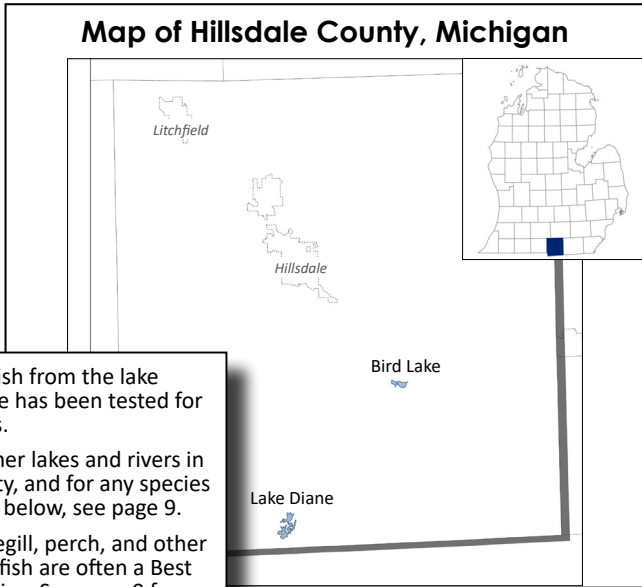 Map of Hillsdale County, Michigan
Litchfield
Hillsdale
Bird Lake
Lake Diane
ish from the lake
e has been tested for
s.
her lakes and rivers in
ty, and for any species
below, see page 9.
egill, perch, and other
fish are often a Best